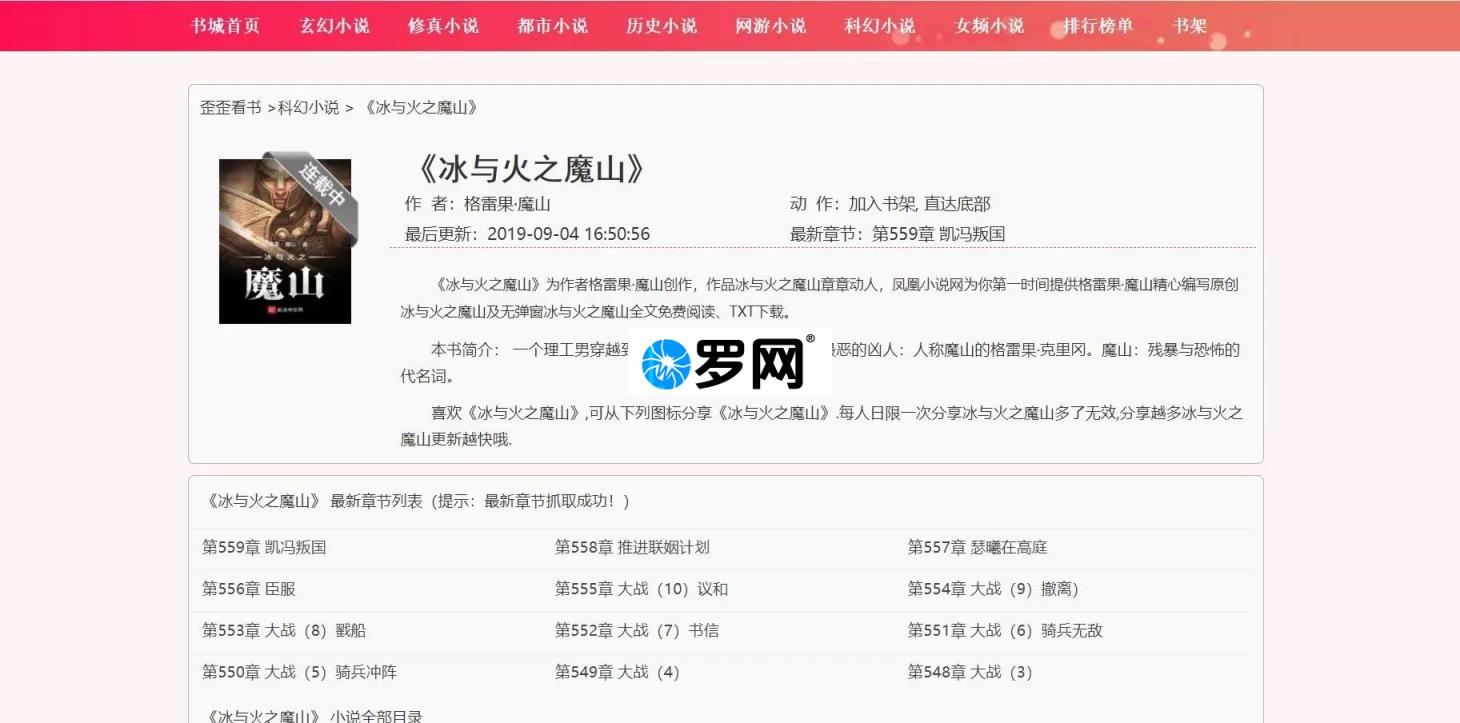 书城首页 玄幻小说 修真小说 都市小说 历史小说 网游小说 科幻小说 女频小说 排行榜单 书架
歪歪看书 >科幻小说 > 《冰与火之魔山》
连载中
冰与火之
魔山
《冰与火之魔山》
作 者：格雷果·魔山 动 作：加入书架, 直达底部
最后更新：2019-09-04 16:50:56 最新章节：第559章 凯冯叛国
《冰与火之魔山》为作者格雷果·魔山创作，作品冰与火之魔山章章动人，凤凰小说网为你第一时间提供格雷果·魔山精心编写原创
冰与火之魔山及无弹窗冰与火之魔山全文免费阅读、TXT下载。
本书简介： 一个理工男穿越 恶的凶人：人称魔山的格雷果·克里冈。魔山：残暴与恐怖的
罗网®
代名词。
喜欢《冰与火之魔山》,可从下列图标分享《冰与火之魔山》.每人日限一次分享冰与火之魔山多了无效,分享越多冰与火之
魔山更新越快哦.
《冰与火之魔山》 最新章节列表（提示：最新章节抓取成功！）
第559章 凯冯叛国 第558章 推进联姻计划 第557章 瑟曦在高庭
第556章 臣服 第555章 大战（10）议和 第554章 大战（9）撤离)
第553章 大战（8）戳船 第552章 大战（7）书信 第551章 大战（6）骑兵无敌
第550章 大战（5）骑兵冲阵 第549章 大战（4） 第548章 大战（3）
《冰与火之魔山》 小说全部目录